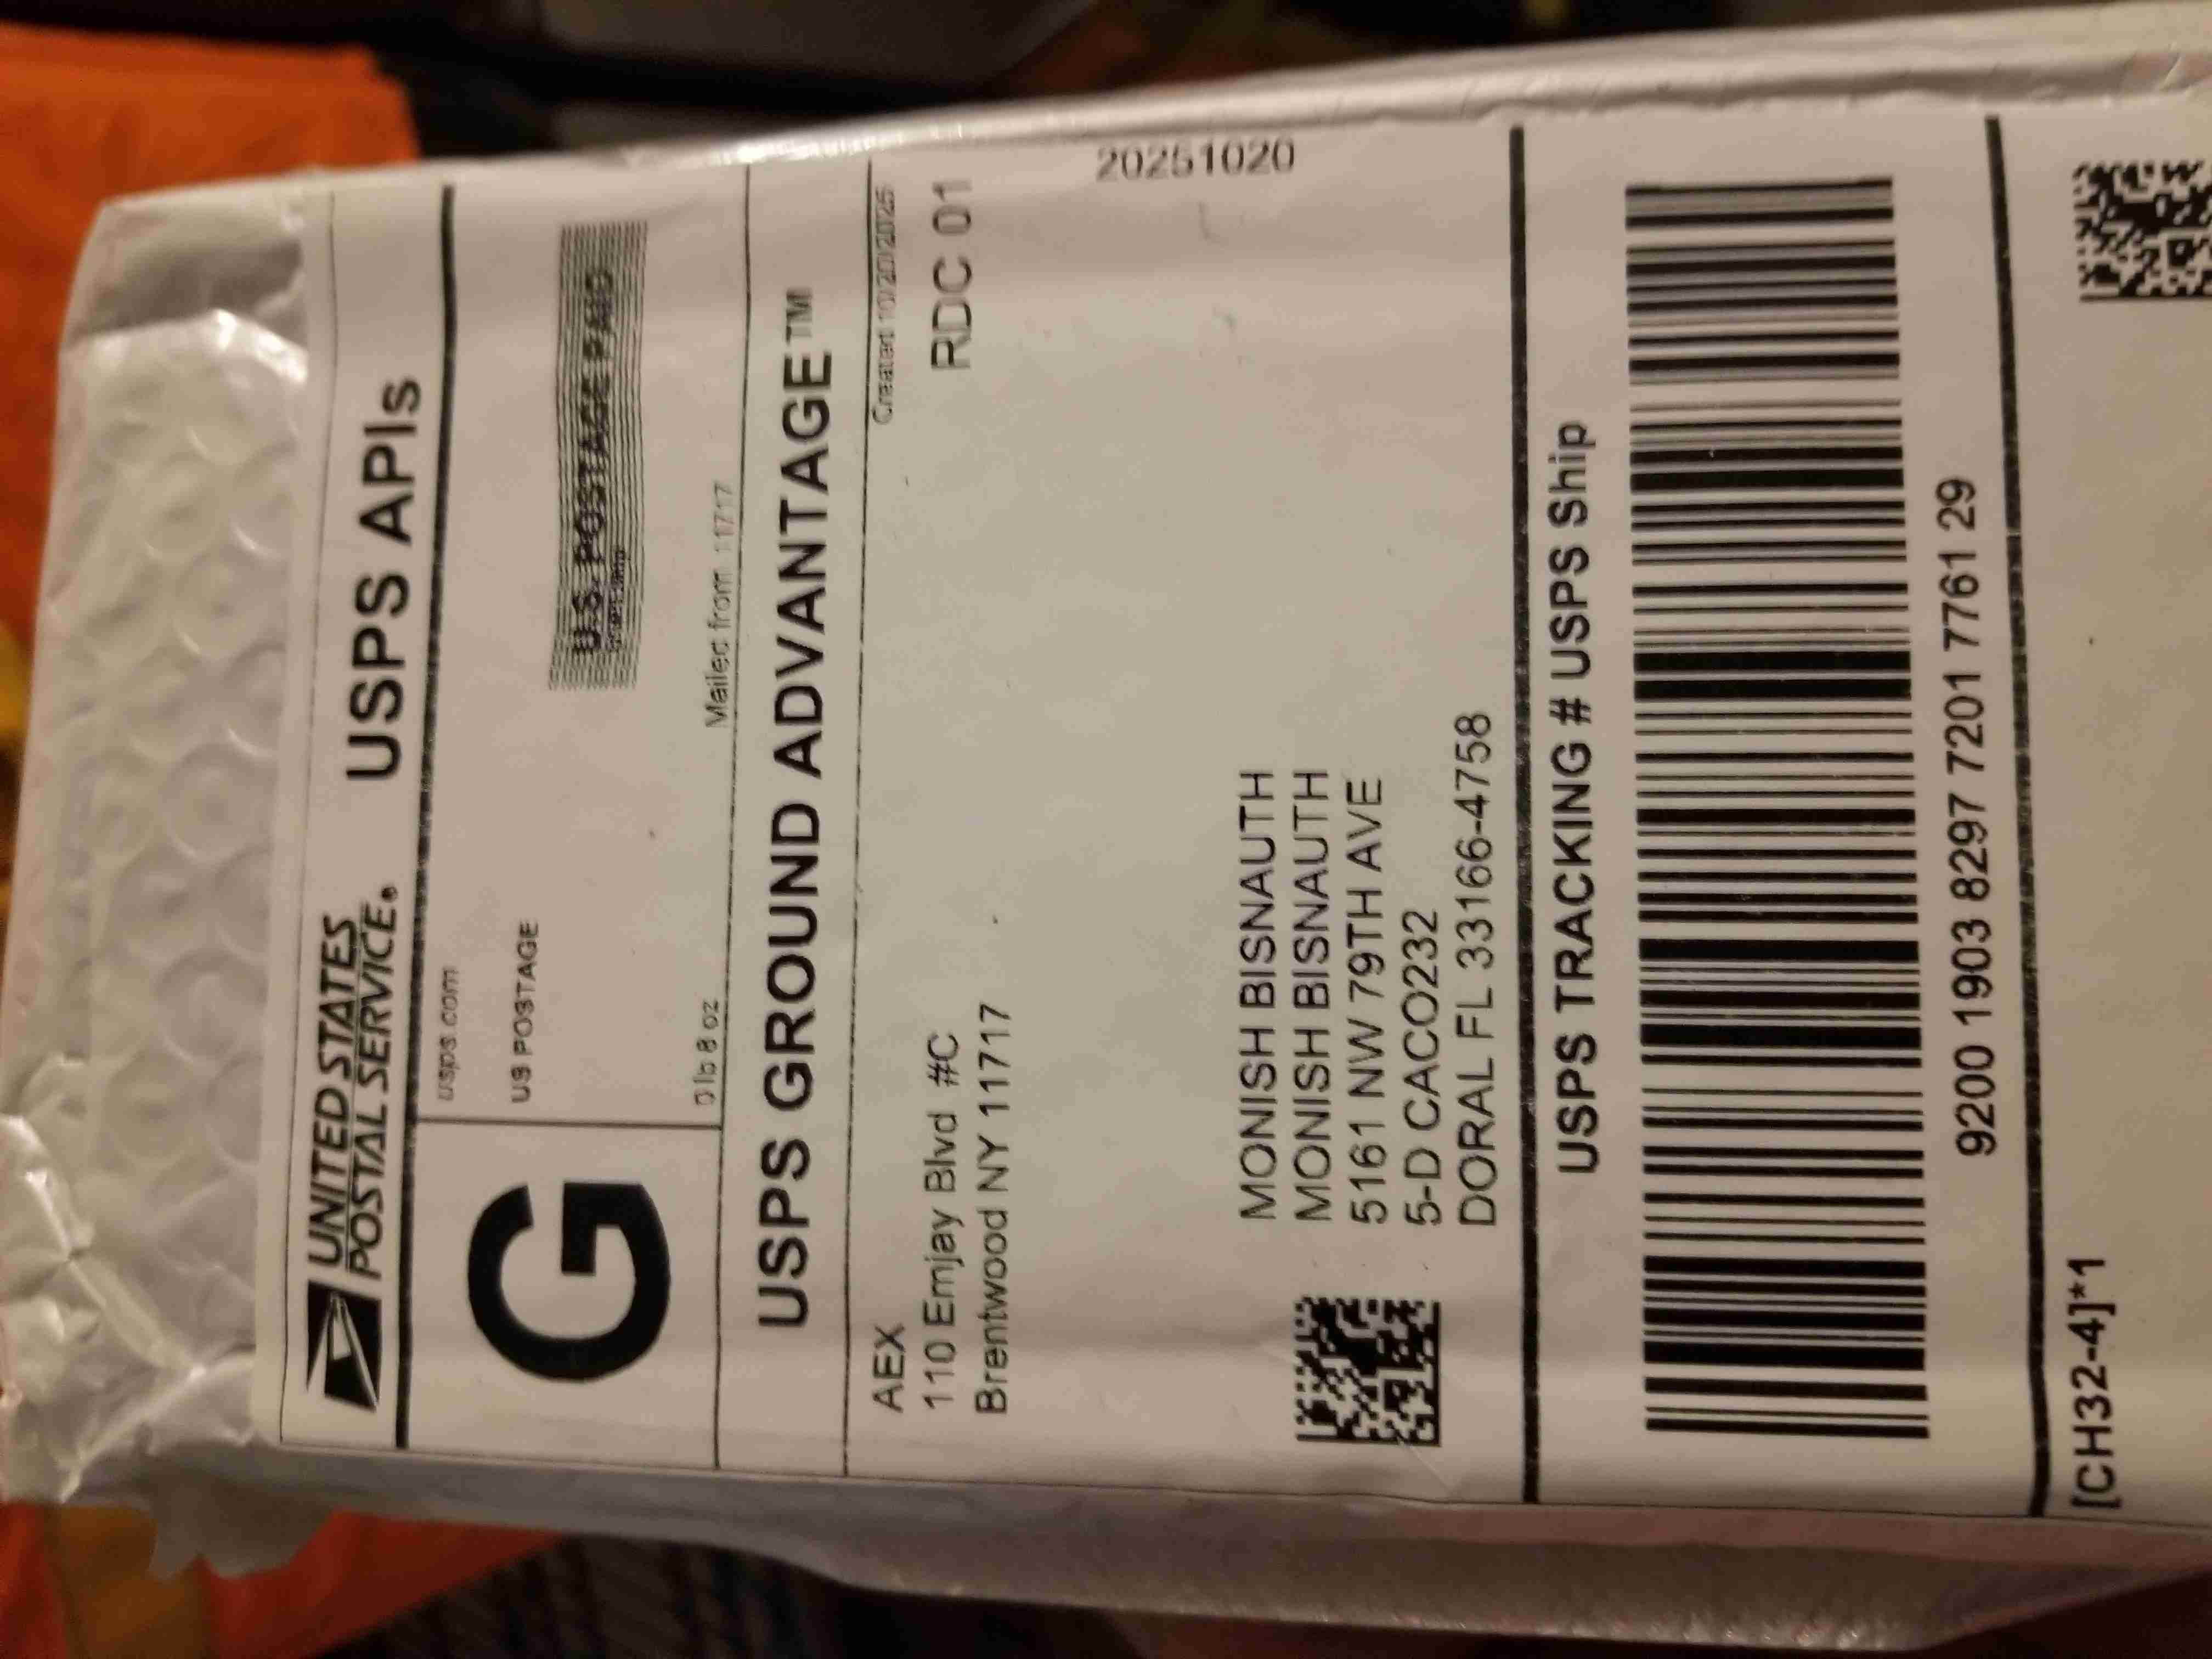 UNITED STATES
POSTAL SERVICE®
USPS APIs
G
usps.com
US POSTAGE
U.S. POSTAGE PAID
0 lb 8 oz
Mailed from 11717
USPS GROUND ADVANTAGE™
AEX
110 Emjay Blvd #C
Brentwood NY 11717
Created 10/20/2025
RDC 01
20251020
MONISH BISNAUTH
MONISH BISNAUTH
5161 NW 79TH AVE
5-D CACO232
DORAL FL 33166-4758
USPS TRACKING # USPS Ship
9200 1903 8297 7201 7761 29
[CH32-4]*1